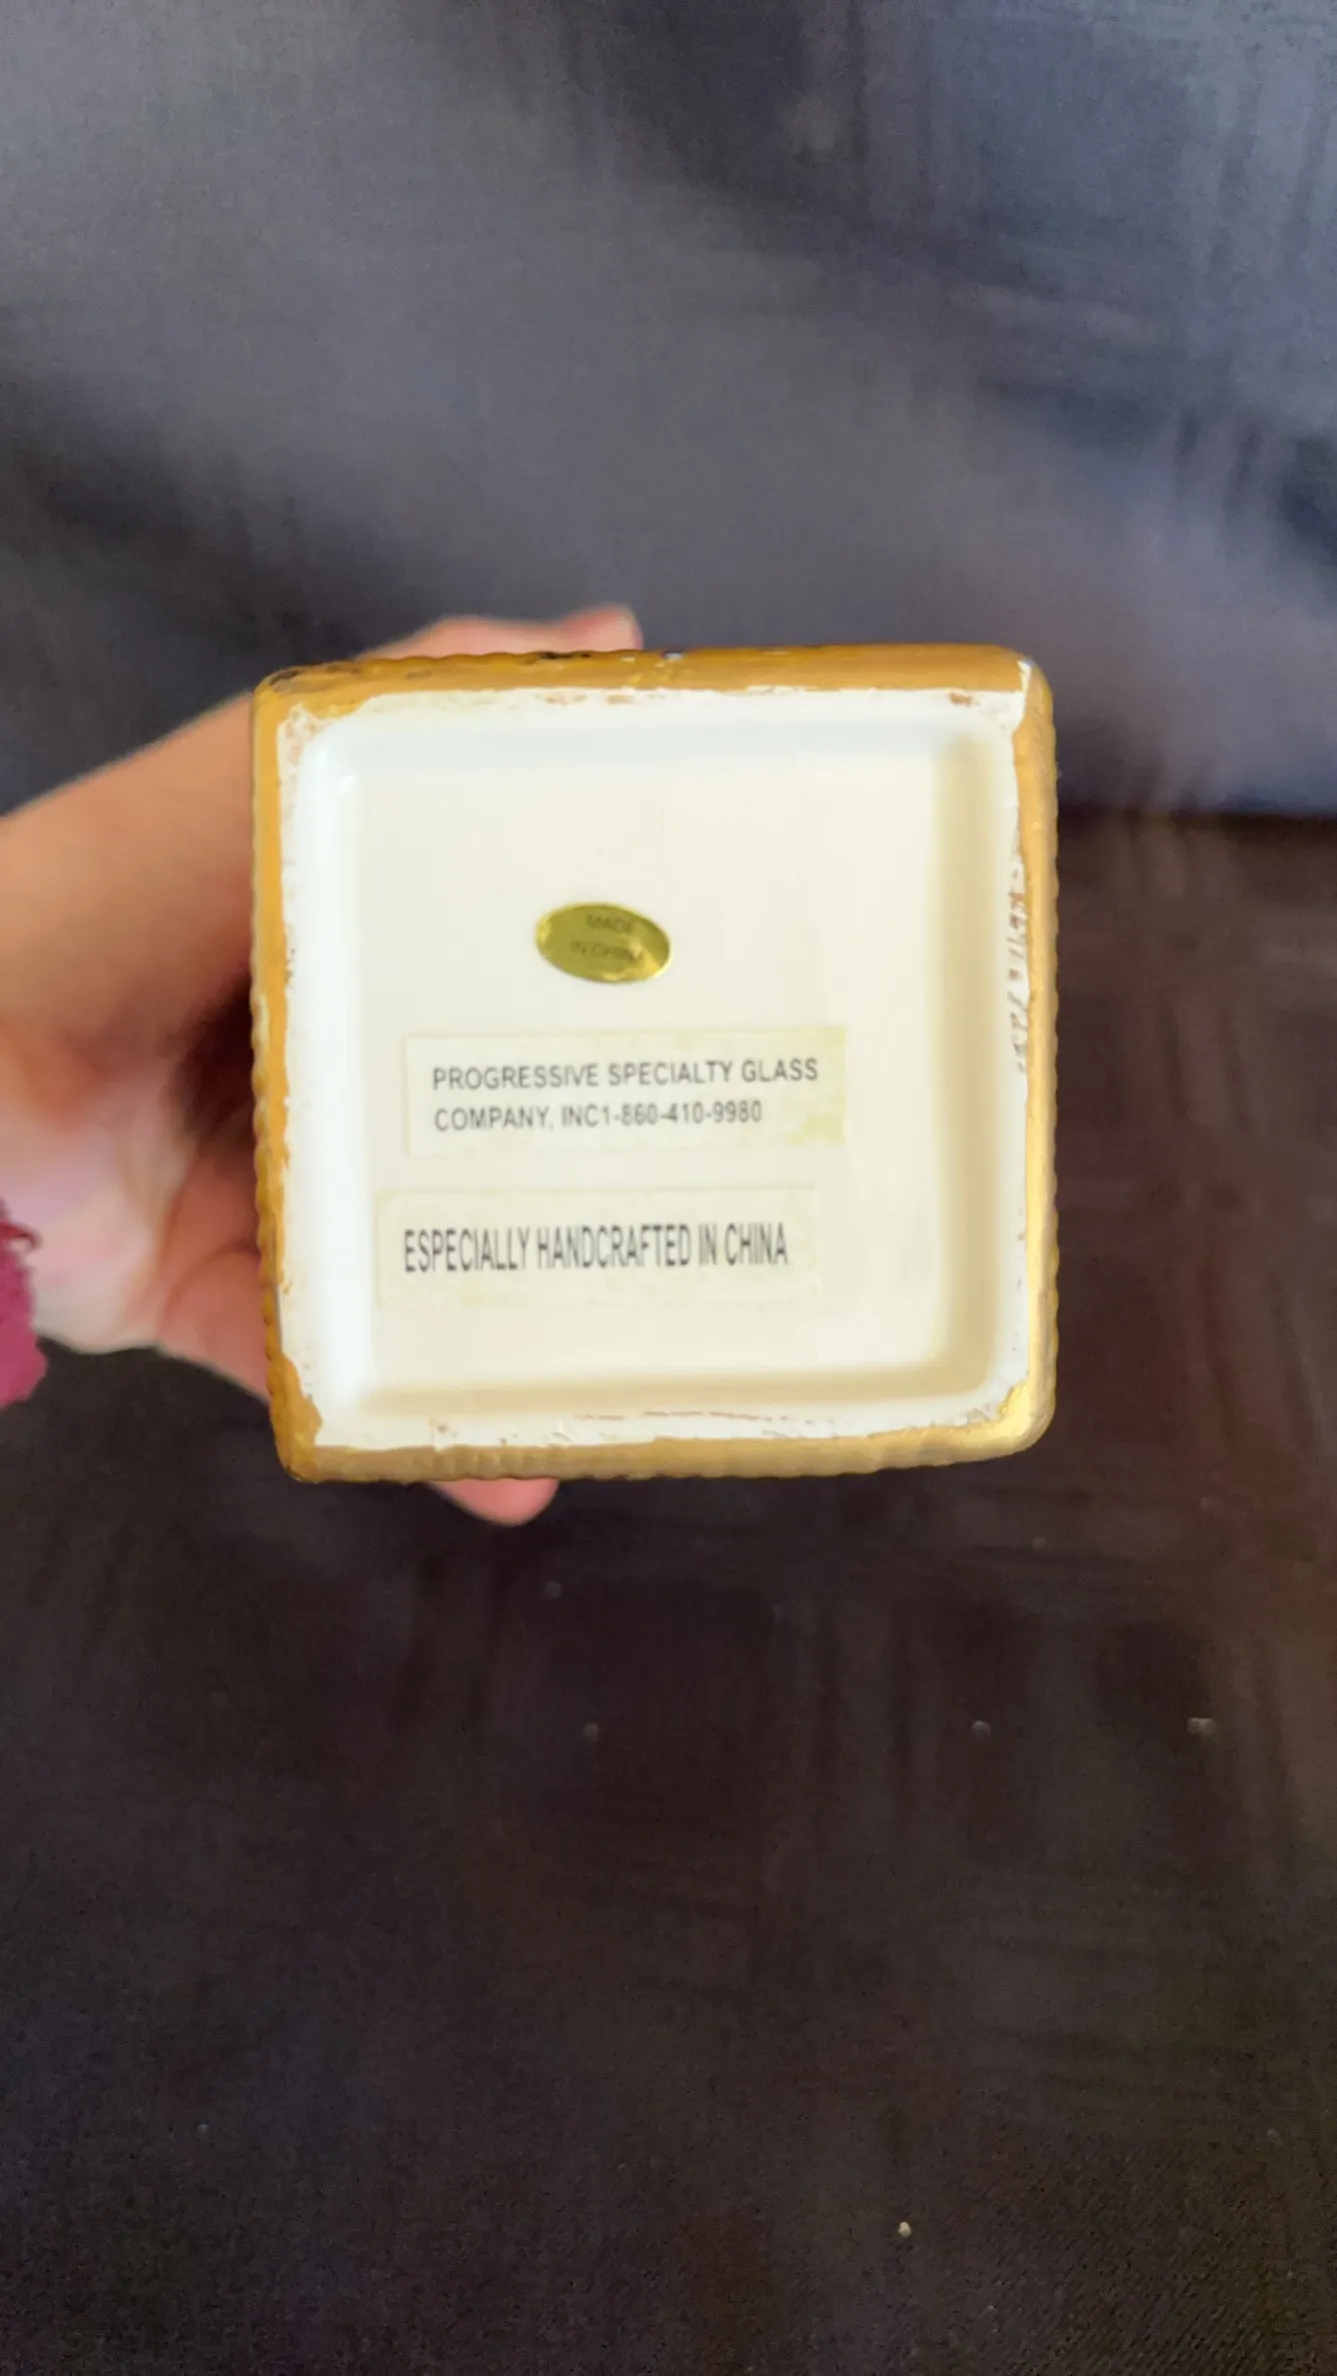 MADE
IN CHINA
PROGRESSIVE SPECIALTY GLASS
COMPANY, INC1-860-410-9980
ESPECIALLY HANDCRAFTED IN CHINA